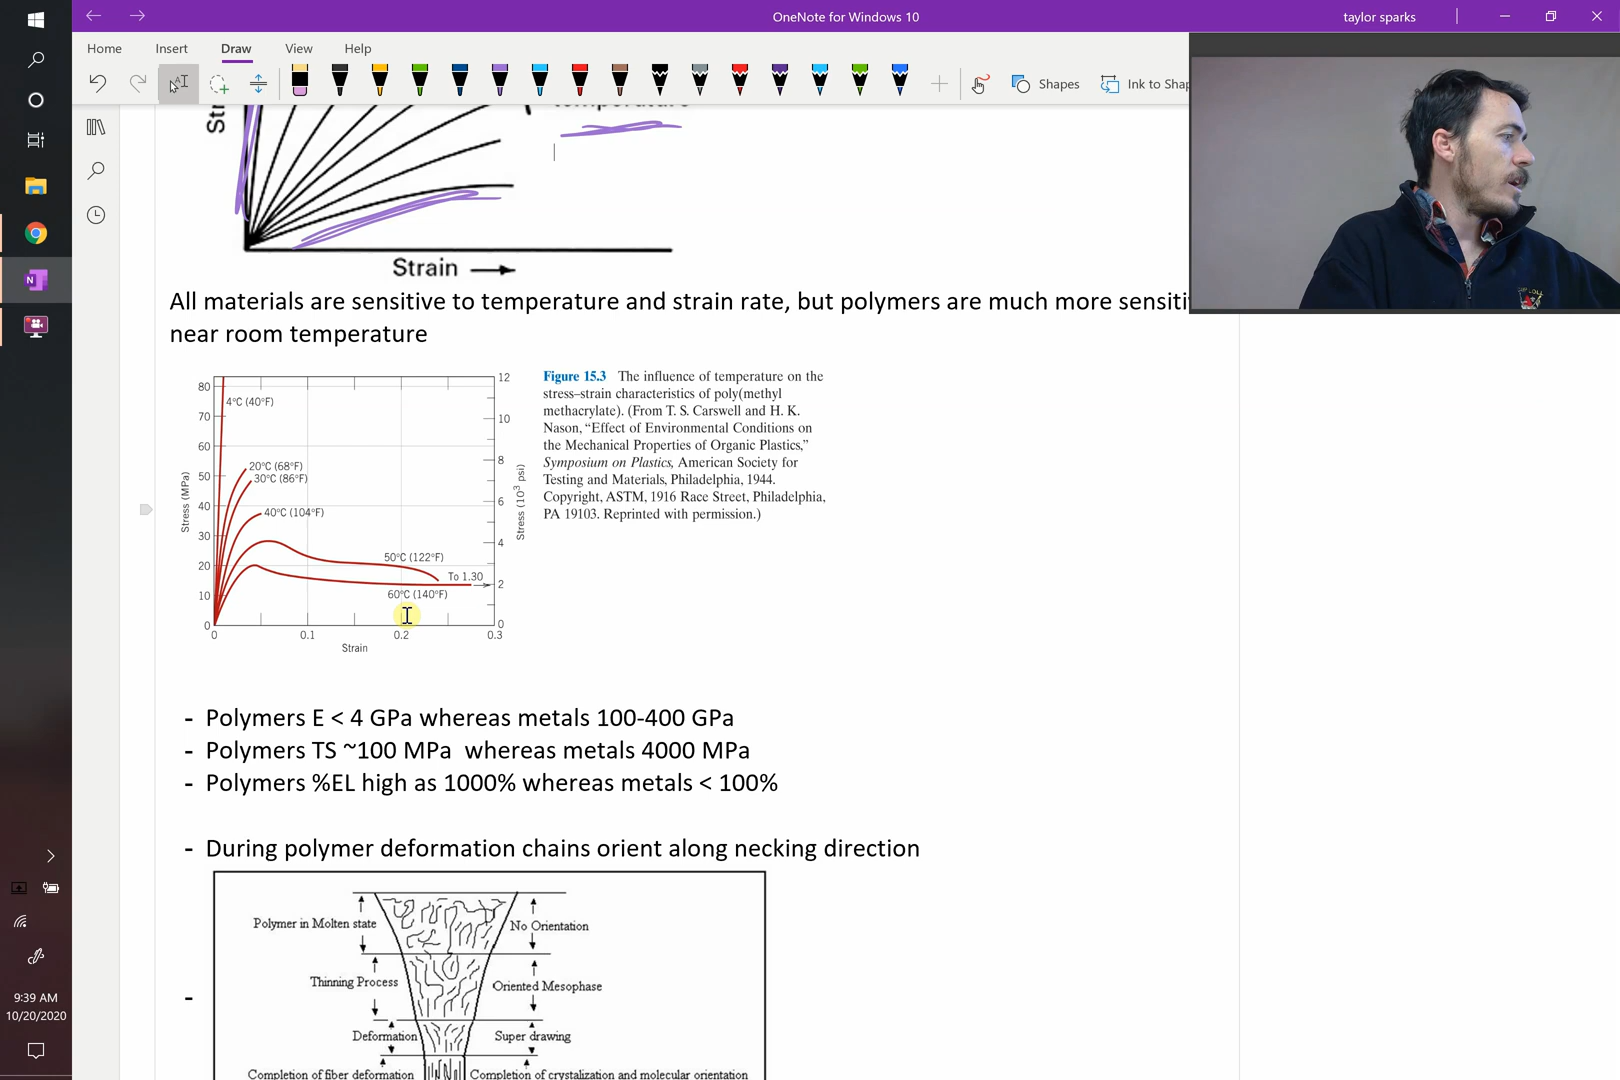 OneNote for Windows 10
taylor sparks
Home Insert Draw View Help
Shapes
Ink to Shap
temperature
Str
Strain
All materials are sensitive to temperature and strain rate, but polymers are much more sensiti
near room temperature
80
70
60
50
40
30
20
10
0
Stress (MPa)
4°C (40°F)
20°C (68°F)
30°C (86°F)
40°C (104°F)
50°C (122°F)
To 1.30
60°C (140°F)
12
10
8
6
4
2
0
Stress (10³ psi)
0 0.1 0.2 0.3
Strain
Figure 15.3 The influence of temperature on the
stress–strain characteristics of poly(methyl
methacrylate). (From T. S. Carswell and H. K.
Nason, “Effect of Environmental Conditions on
the Mechanical Properties of Organic Plastics,”
Symposium on Plastics, American Society for
Testing and Materials, Philadelphia, 1944.
Copyright, ASTM, 1916 Race Street, Philadelphia,
PA 19103. Reprinted with permission.)
- Polymers E < 4 GPa whereas metals 100-400 GPa
- Polymers TS ~100 MPa whereas metals 4000 MPa
- Polymers %EL high as 1000% whereas metals < 100%
- During polymer deformation chains orient along necking direction
-
Polymer in Molten state
No Orientation
Thinning Process
Oriented Mesophase
Deformation
Super drawing
Completion of fiber deformation
Completion of crystalization and molecular orientation
9:39 AM
10/20/2020